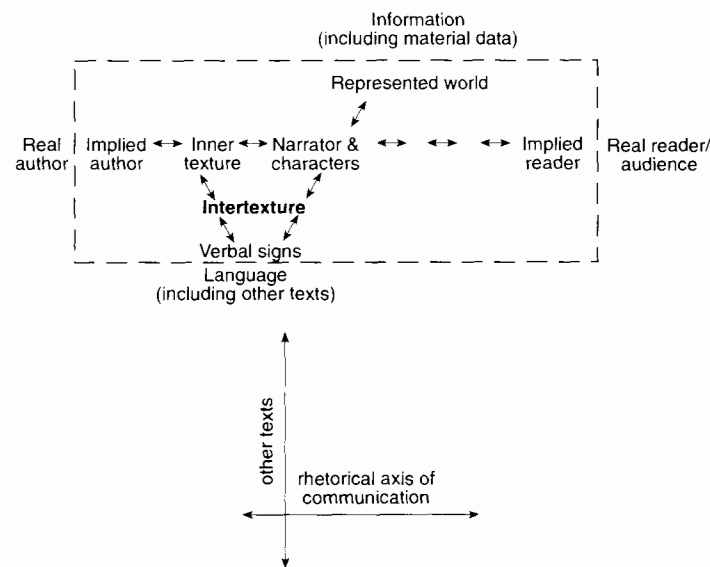 Information
(including material data)
Represented world
Real author
Implied author
Inner texture
Narrator & characters
Implied reader
Real reader/ audience
Intertexture
Verbal signs
Language
(including other texts)
other texts
rhetorical axis of
communication